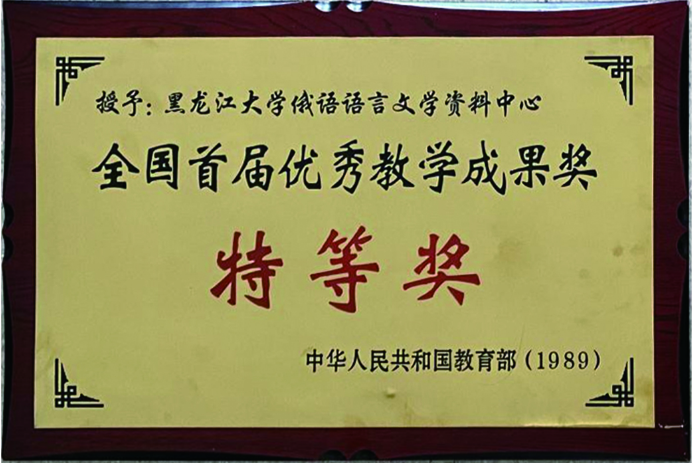 授予：黑龙江大学俄语语言文学资料中心
全国首届优秀教学成果奖
特等奖
中华人民共和国教育部（1989）